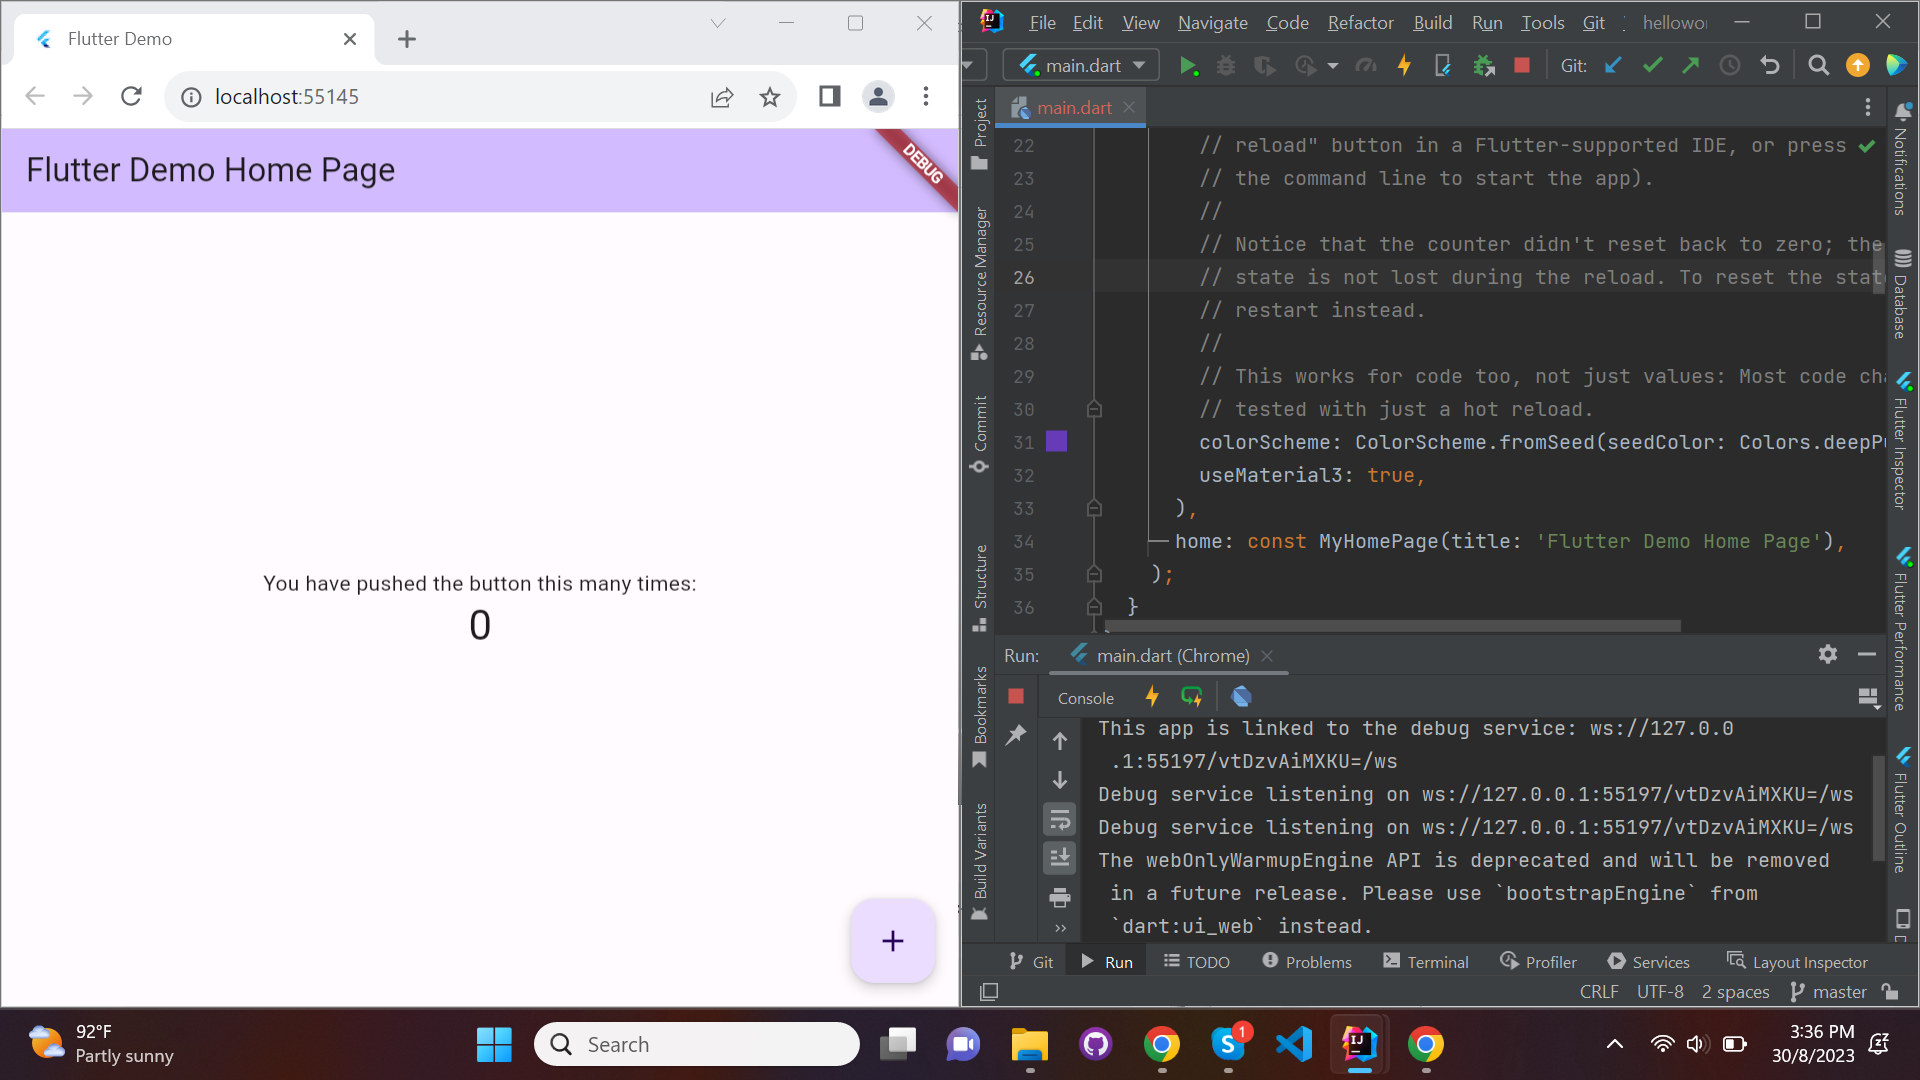 Flutter Demo
localhost:55145
Flutter Demo Home Page
DEBUG
You have pushed the button this many times:
0
+
File Edit View Navigate Code Refactor Build Run Tools Git
main.dart
Git:
main.dart
22 // reload" button in a Flutter-supported IDE, or press
23 // the command line to start the app).
24 //
25 // Notice that the counter didn't reset back to zero; the
26 // state is not lost during the reload. To reset the
27 // restart instead.
28 //
29 // This works for code too, not just values: Most code
30 // tested with just a hot reload.
31 colorScheme: ColorScheme.fromSeed(seedColor:
32 useMaterial3: true,
33 ),
34 home: const MyHomePage(title: 'Flutter Demo Home Page'),
35 );
36 }
Project
Resource Manager
Commit
Structure
Bookmarks
Build Variants
Notifications
Database
Flutter Inspector
Flutter Performance
Flutter Outline
Run: main.dart (Chrome)
Console
This app is linked to the debug service: ws://127.0.0
.1:55197/vtDzvAiMXKU=/ws
Debug service listening on ws://127.0.0.1:55197/vtDzvAiMXKU=/ws
Debug service listening on ws://127.0.0.1:55197/vtDzvAiMXKU=/ws
The webOnlyWarmupEngine API is deprecated and will be removed
in a future release. Please use `bootstrapEngine` from
`dart:ui_web` instead.
Git Run TODO Problems Terminal Profiler Services Layout Inspector
CRLF UTF-8 2 spaces master
92°F
Partly sunny
Search
1
3:36 PM
30/8/2023